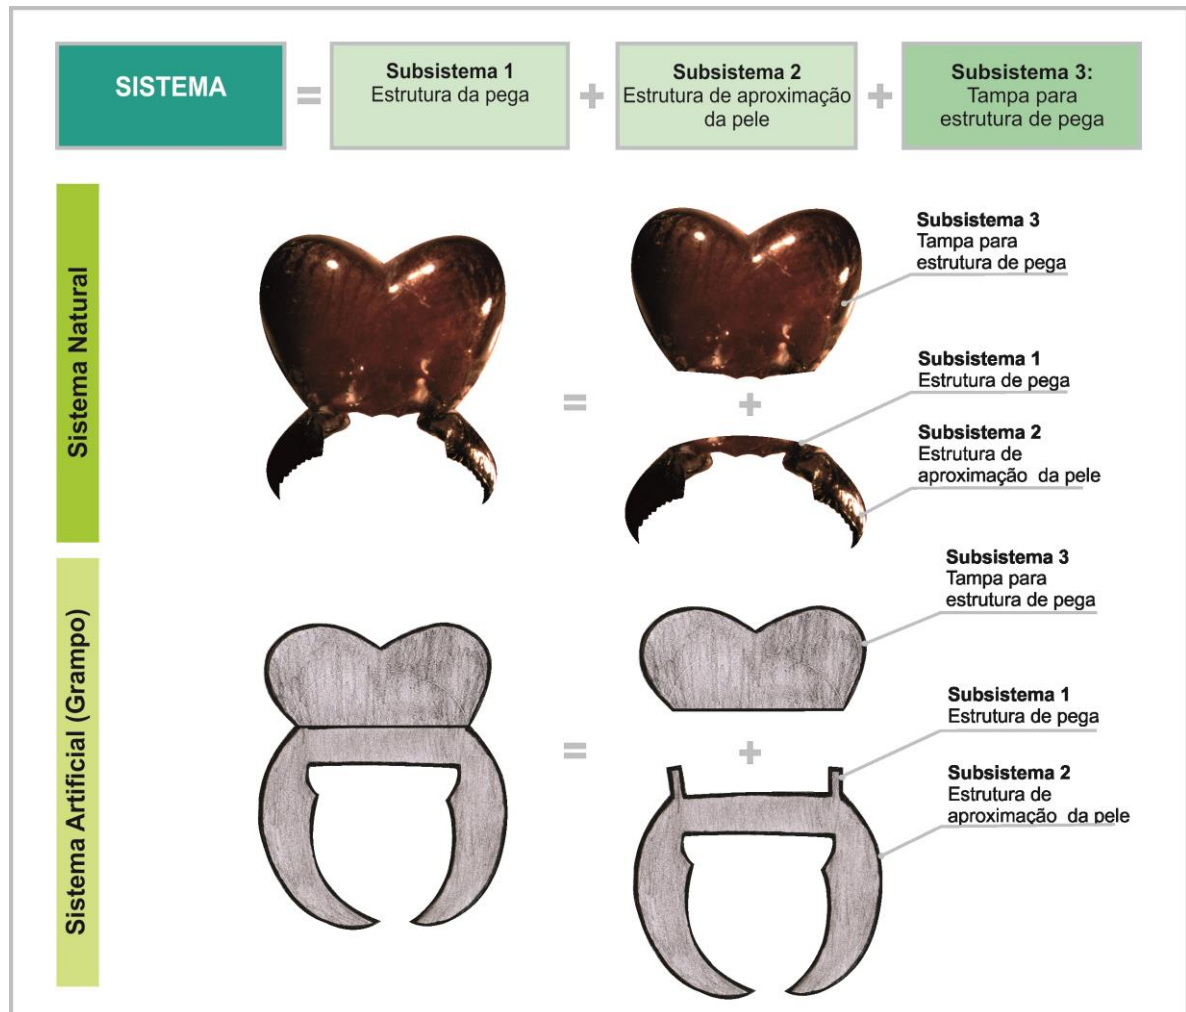 SISTEMA
=
Subsistema 1
Estrutura da pega
+
Subsistema 2
Estrutura de aproximação
da pele
+
Subsistema 3:
Tampa para
estrutura de pega
Sistema Natural
Subsistema 3
Tampa para
estrutura de pega
Subsistema 1
Estrutura de pega
=
+
Subsistema 2
Estrutura de
aproximação da pele
Sistema Artificial (Grampo)
Subsistema 3
Tampa para
estrutura de pega
Subsistema 1
Estrutura de pega
=
+
Subsistema 2
Estrutura de
aproximação da pele